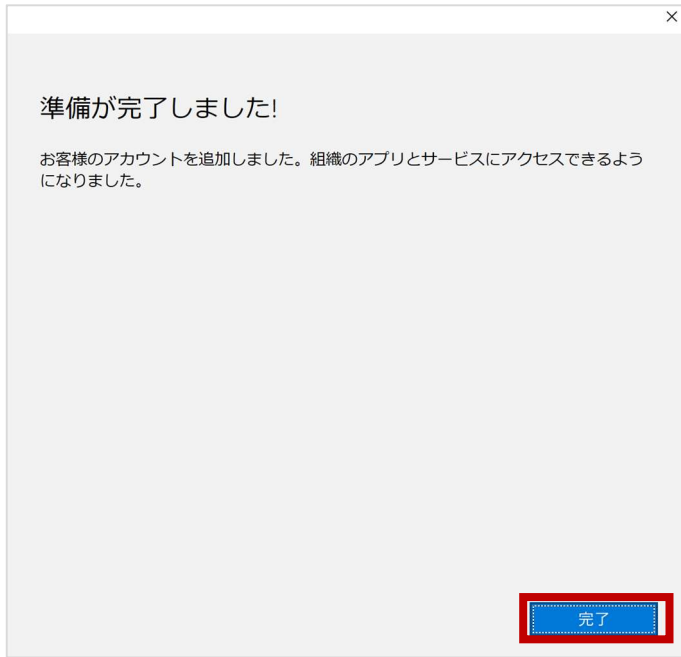 準備が完了しました!
お客様のアカウントを追加しました。組織のアプリとサービスにアクセスできるよう
になりました。
完了